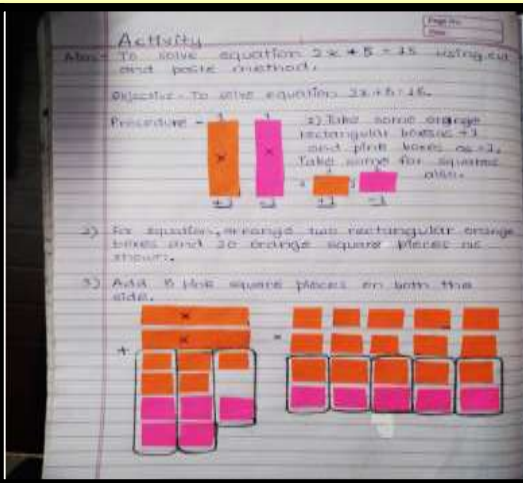 Page No.
Date
Activity
Aim - To solve equation 2x + 5 = 15 using cut
and paste method.
Objective - To solve equation 2x + 5 = 15.
Procedure -
1) Take some orange
rectangular boxes as +1
and pink boxes as -1.
Take same for squares
also.
x x
+1 -1
+1 -1
2) For equation, arrange two rectangular orange
boxes and 20 orange square pieces as
shown.
3) Add 5 pink square pieces on both the
side.
x
x
+ =